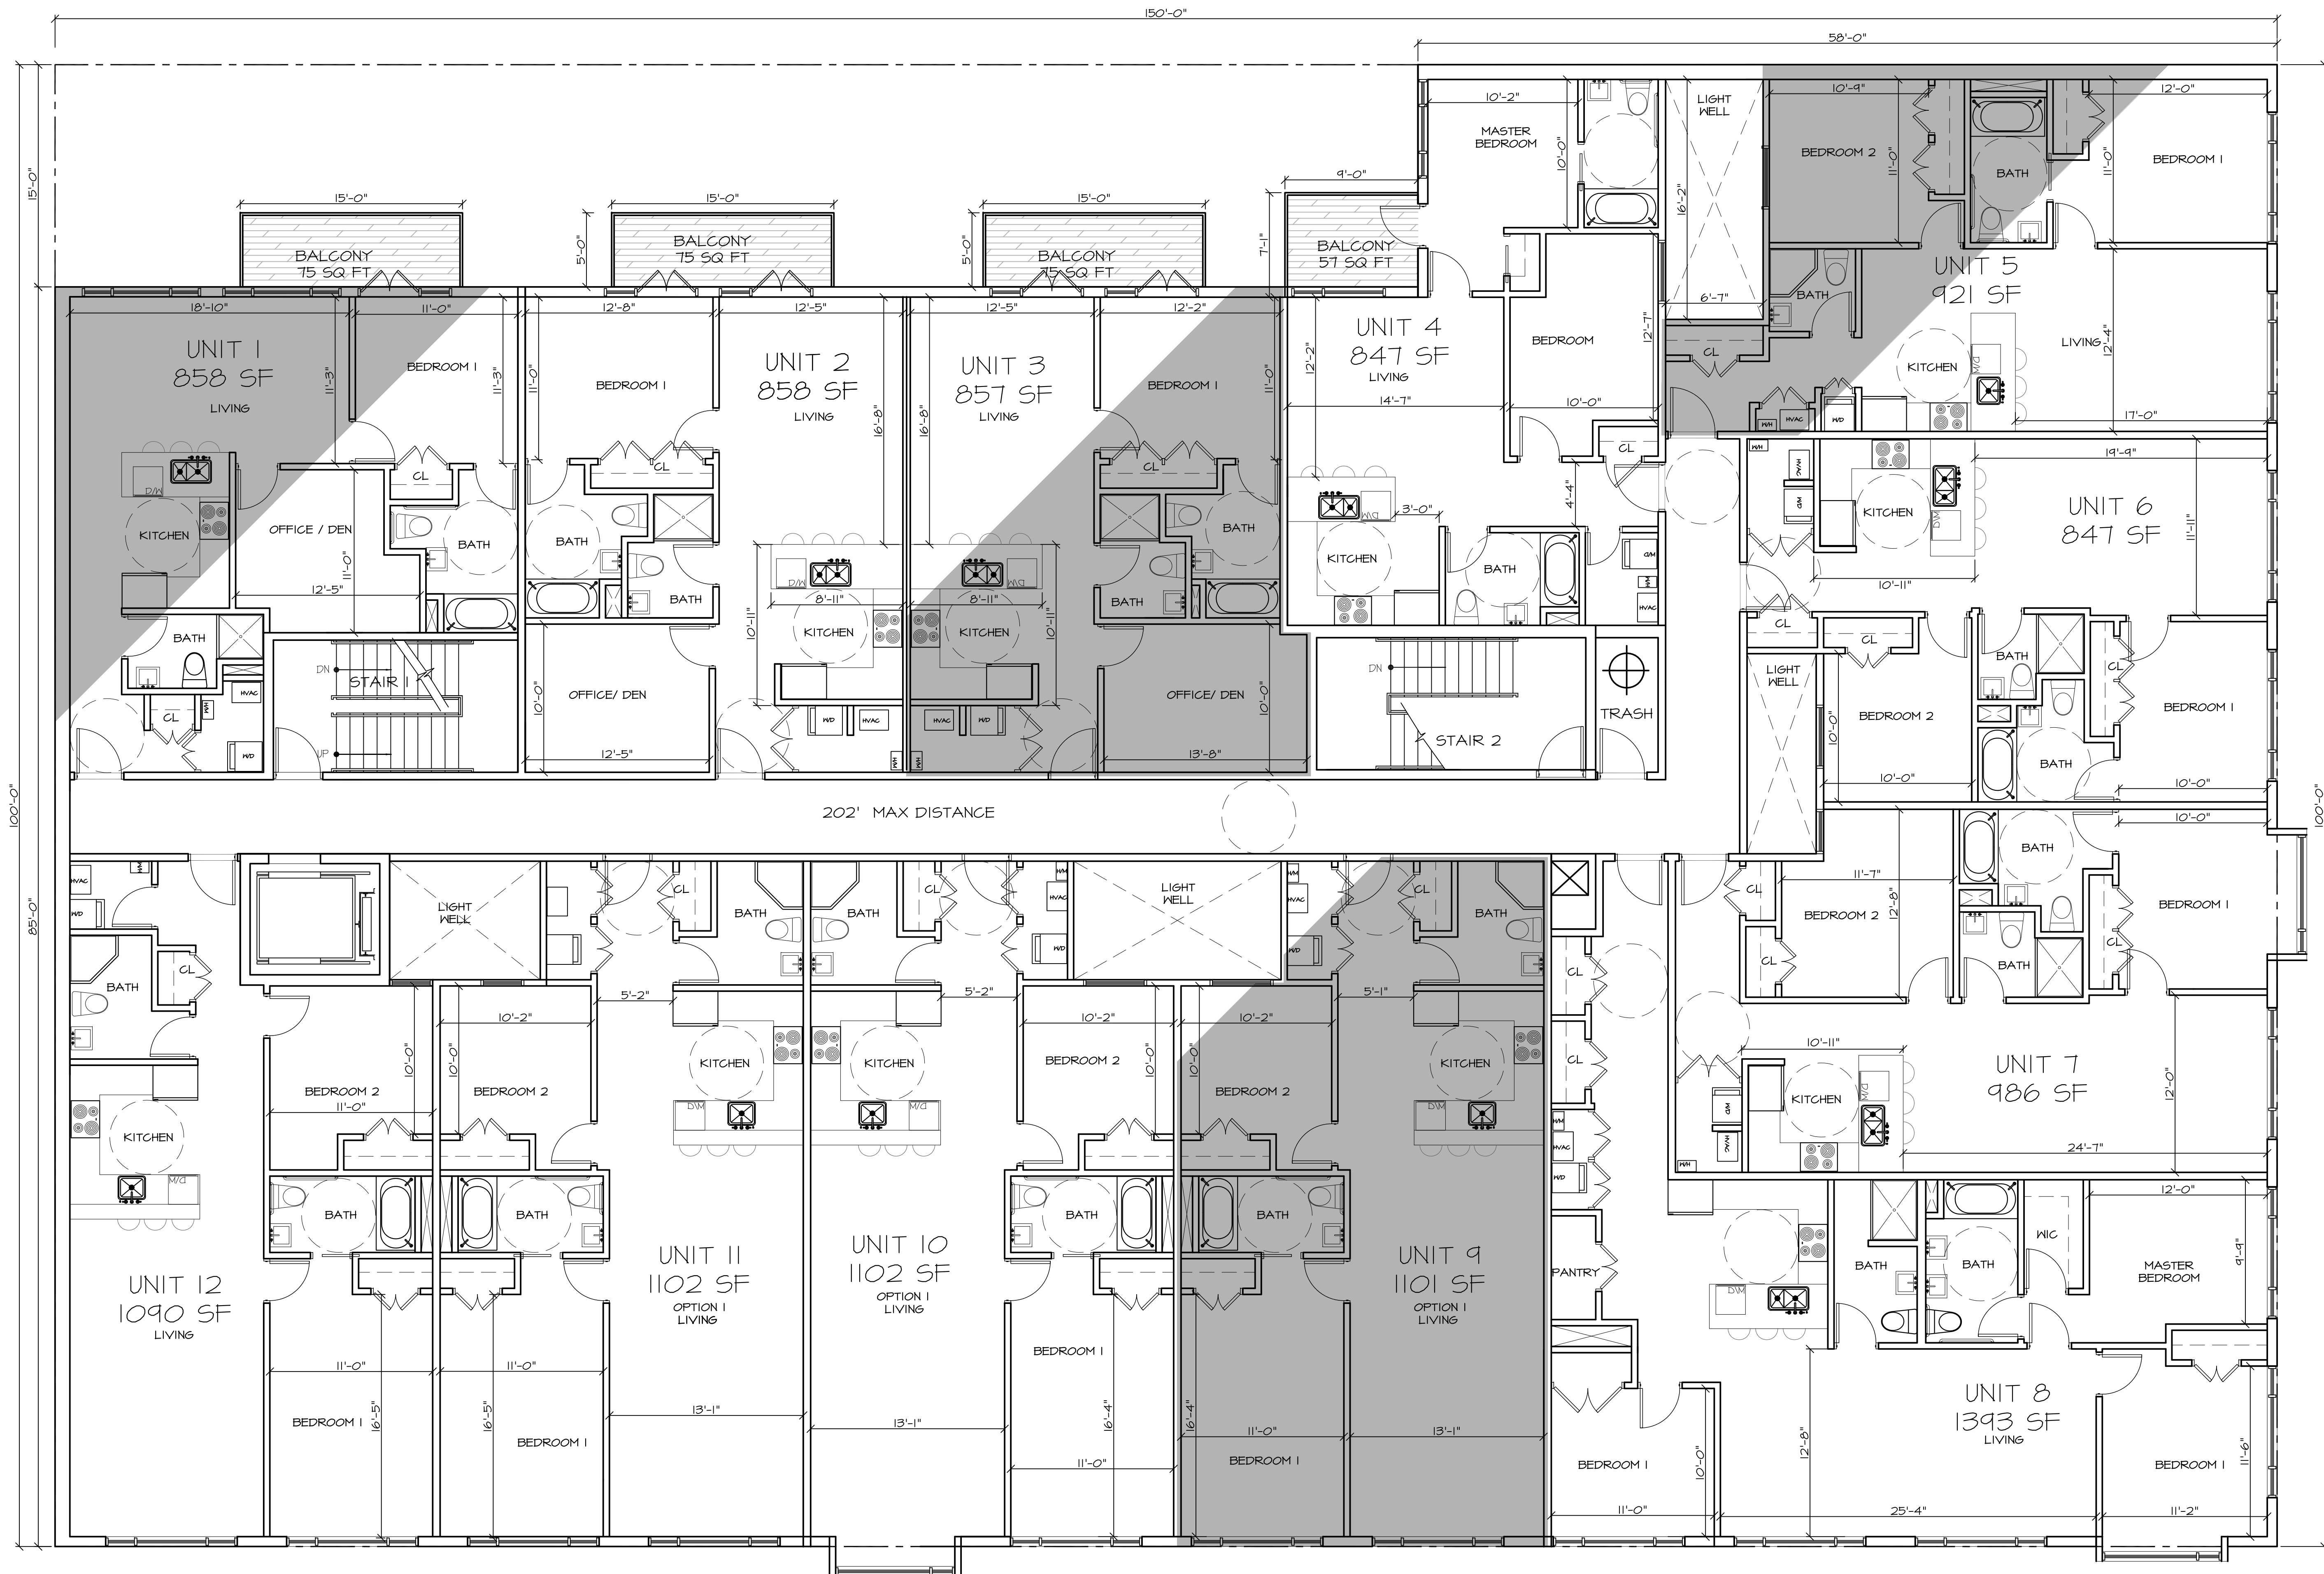 150'-0"
58'-0"
10'-2"
LIGHT
WELL
10'-9"
12'-0"
MASTER
BEDROOM
10'-0"
BEDROOM 2
11'-0"
BATH
11'-0"
BEDROOM 1
15'-0"
9'-0"
16'-2"
15'-0"
15'-0"
15'-0"
BALCONY
75 SQ FT
5'-0"
BALCONY
75 SQ FT
5'-0"
BALCONY
75 SQ FT
7'-1"
BALCONY
57 SQ FT
UNIT 5
921 SF
BATH
6'-7"
18'-10"
11'-0"
12'-8"
12'-5"
12'-5"
12'-2"
UNIT 1
858 SF
LIVING
11'-3"
BEDROOM 1
11'-3"
11'-0"
BEDROOM 1
UNIT 2
858 SF
LIVING
16'-8"
16'-8"
UNIT 3
857 SF
LIVING
BEDROOM 1
11'-0"
12'-2"
UNIT 4
847 SF
LIVING
14'-7"
BEDROOM
12'-7"
10'-0"
CL
KITCHEN
D/W
LIVING
12'-4"
17'-0"
W/H
HVAC
W/D
CL
CL
CL
CL
D/W
KITCHEN
OFFICE / DEN
11'-0"
12'-5"
BATH
BATH
BATH
D/W
8'-11"
KITCHEN
10'-11"
D/W
8'-11"
KITCHEN
10'-11"
BATH
BATH
D/W
3'-0"
4'-4"
KITCHEN
BATH
W/D
W/H
HVAC
W/H
HVAC
W/D
KITCHEN
D/W
19'-9"
UNIT 6
847 SF
11'-11"
10'-11"
BATH
HVAC
W/H
CL
W/D
DN
STAIR 1
UP
OFFICE/ DEN
10'-0"
12'-5"
W/D
HVAC
W/H
W/H
HVAC
W/D
OFFICE/ DEN
10'-0"
13'-8"
DN
STAIR 2
TRASH
CL
CL
LIGHT
WELL
BEDROOM 2
10'-0"
10'-0"
BATH
BATH
CL
BEDROOM 1
10'-0"
10'-0"
100'-0"
85'-0"
100'-0"
202' MAX DISTANCE
HVAC
W/H
W/D
BATH
CL
LIGHT
WELL
CL
BATH
BATH
CL
W/H
HVAC
W/D
LIGHT
WELL
W/H
HVAC
W/D
CL
BATH
CL
CL
CL
CL
11'-7"
BEDROOM 2
12'-8"
BATH
BATH
CL
BEDROOM 1
5'-2"
5'-2"
5'-1"
10'-2"
10'-2"
10'-2"
BEDROOM 2
10'-0"
11'-0"
10'-0"
BEDROOM 2
KITCHEN
D/W
KITCHEN
D/W
BEDROOM 2
10'-0"
10'-0"
BEDROOM 2
KITCHEN
D/W
KITCHEN
D/W
W/H
HVAC
W/D
10'-11"
KITCHEN
D/W
W/D
HVAC
W/H
UNIT 7
986 SF
12'-0"
24'-7"
BATH
BATH
BATH
BATH
PANTRY
D/W
BATH
BATH
WIC
12'-0"
MASTER
BEDROOM
9'-9"
UNIT 12
1090 SF
LIVING
UNIT 11
1102 SF
OPTION 1
LIVING
UNIT 10
1102 SF
OPTION 1
LIVING
UNIT 9
1101 SF
OPTION 1
LIVING
11'-0"
BEDROOM 1
16'-5"
11'-0"
16'-5"
BEDROOM 1
13'-1"
13'-1"
BEDROOM 1
16'-4"
11'-0"
16'-4"
11'-0"
BEDROOM 1
13'-1"
BEDROOM 1
10'-0"
11'-0"
12'-8"
25'-4"
UNIT 8
1393 SF
LIVING
BEDROOM 1
11'-6"
11'-2"